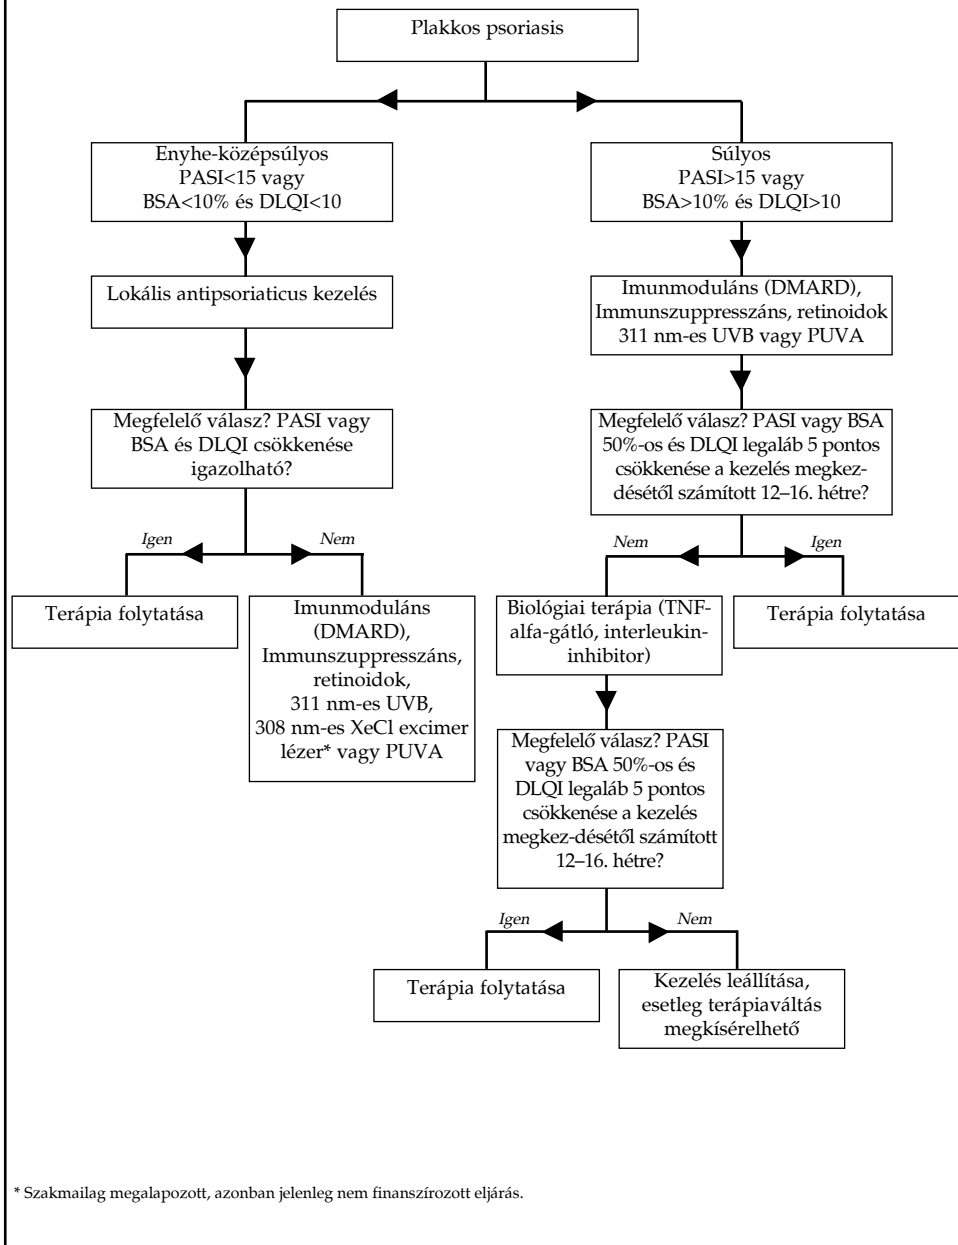 Plakkos psoriasis
Enyhe-középsúlyos
PASI<15 vagy
BSA<10% és DLQI<10
Súlyos
PASI>15 vagy
BSA>10% és DLQI>10
Lokális antipsoriaticus kezelés
Imunmoduláns (DMARD),
Immunszuppresszáns, retinoidok
311 nm-es UVB vagy PUVA
Megfelelő válasz? PASI vagy
BSA és DLQI csökkenése
igazolható?
Megfelelő válasz? PASI vagy BSA
50%-os és DLQI legaláb 5 pontos
csökkenése a kezelés megkez-
désétől számított 12–16. hétre?
Igen
Nem
Nem
Igen
Terápia folytatása
Imunmoduláns
(DMARD),
Immunszuppresszáns,
retinoidok,
311 nm-es UVB,
308 nm-es XeCl excimer
lézer* vagy PUVA
Biológiai terápia (TNF-
alfa-gátló, interleukin-
inhibitor)
Terápia folytatása
Megfelelő válasz? PASI
vagy BSA 50%-os és
DLQI legaláb 5 pontos
csökkenése a kezelés
megkez-désétől számított
12–16. hétre?
Igen
Nem
Terápia folytatása
Kezelés leállítása,
esetleg terápiaváltás
megkísérelhető
* Szakmailag megalapozott, azonban jelenleg nem finanszírozott eljárás.